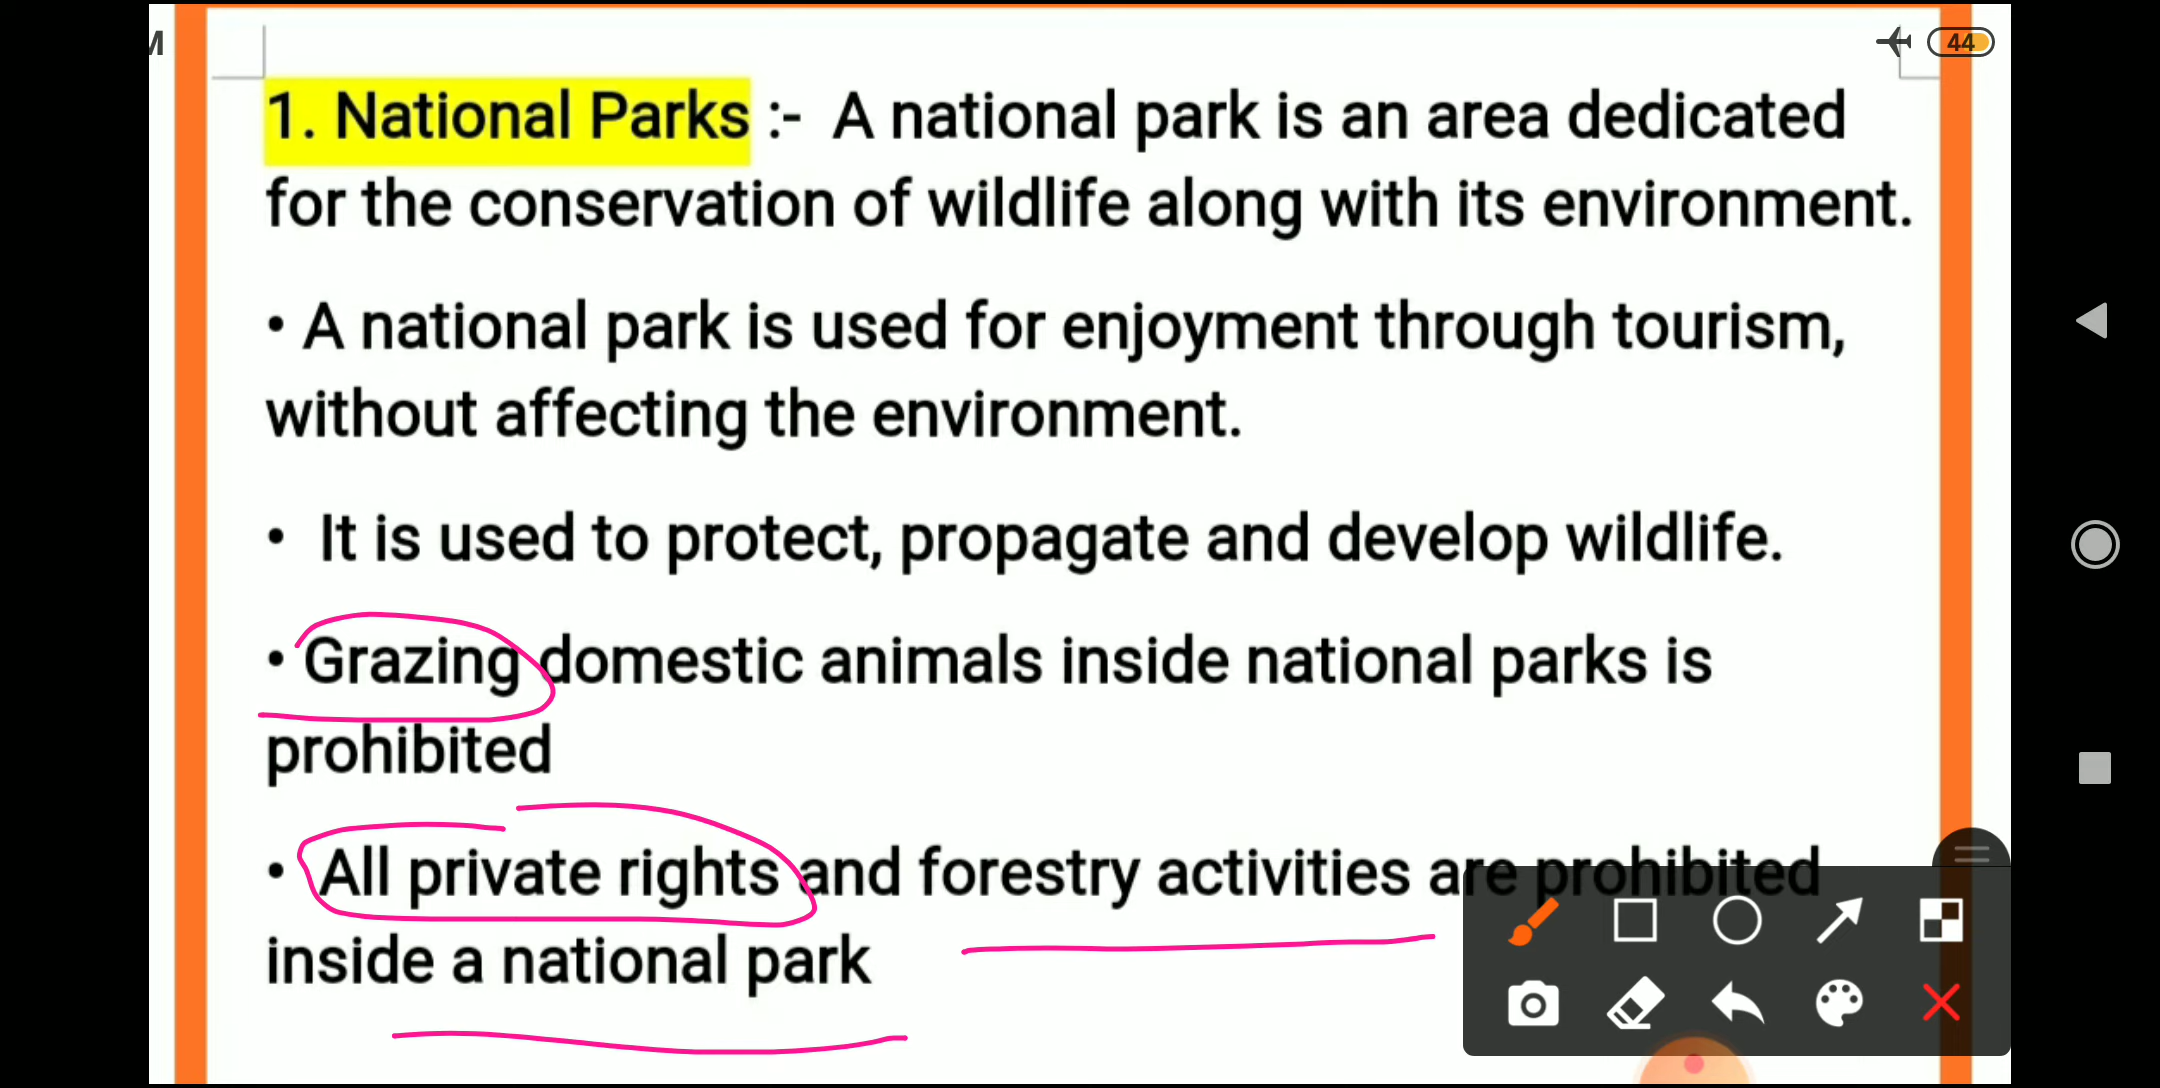 M
44
1. National Parks :- A national park is an area dedicated
for the conservation of wildlife along with its environment.
• A national park is used for enjoyment through tourism,
without affecting the environment.
• It is used to protect, propagate and develop wildlife.
• Grazing domestic animals inside national parks is
prohibited
• All private rights and forestry activities are prohibited
inside a national park